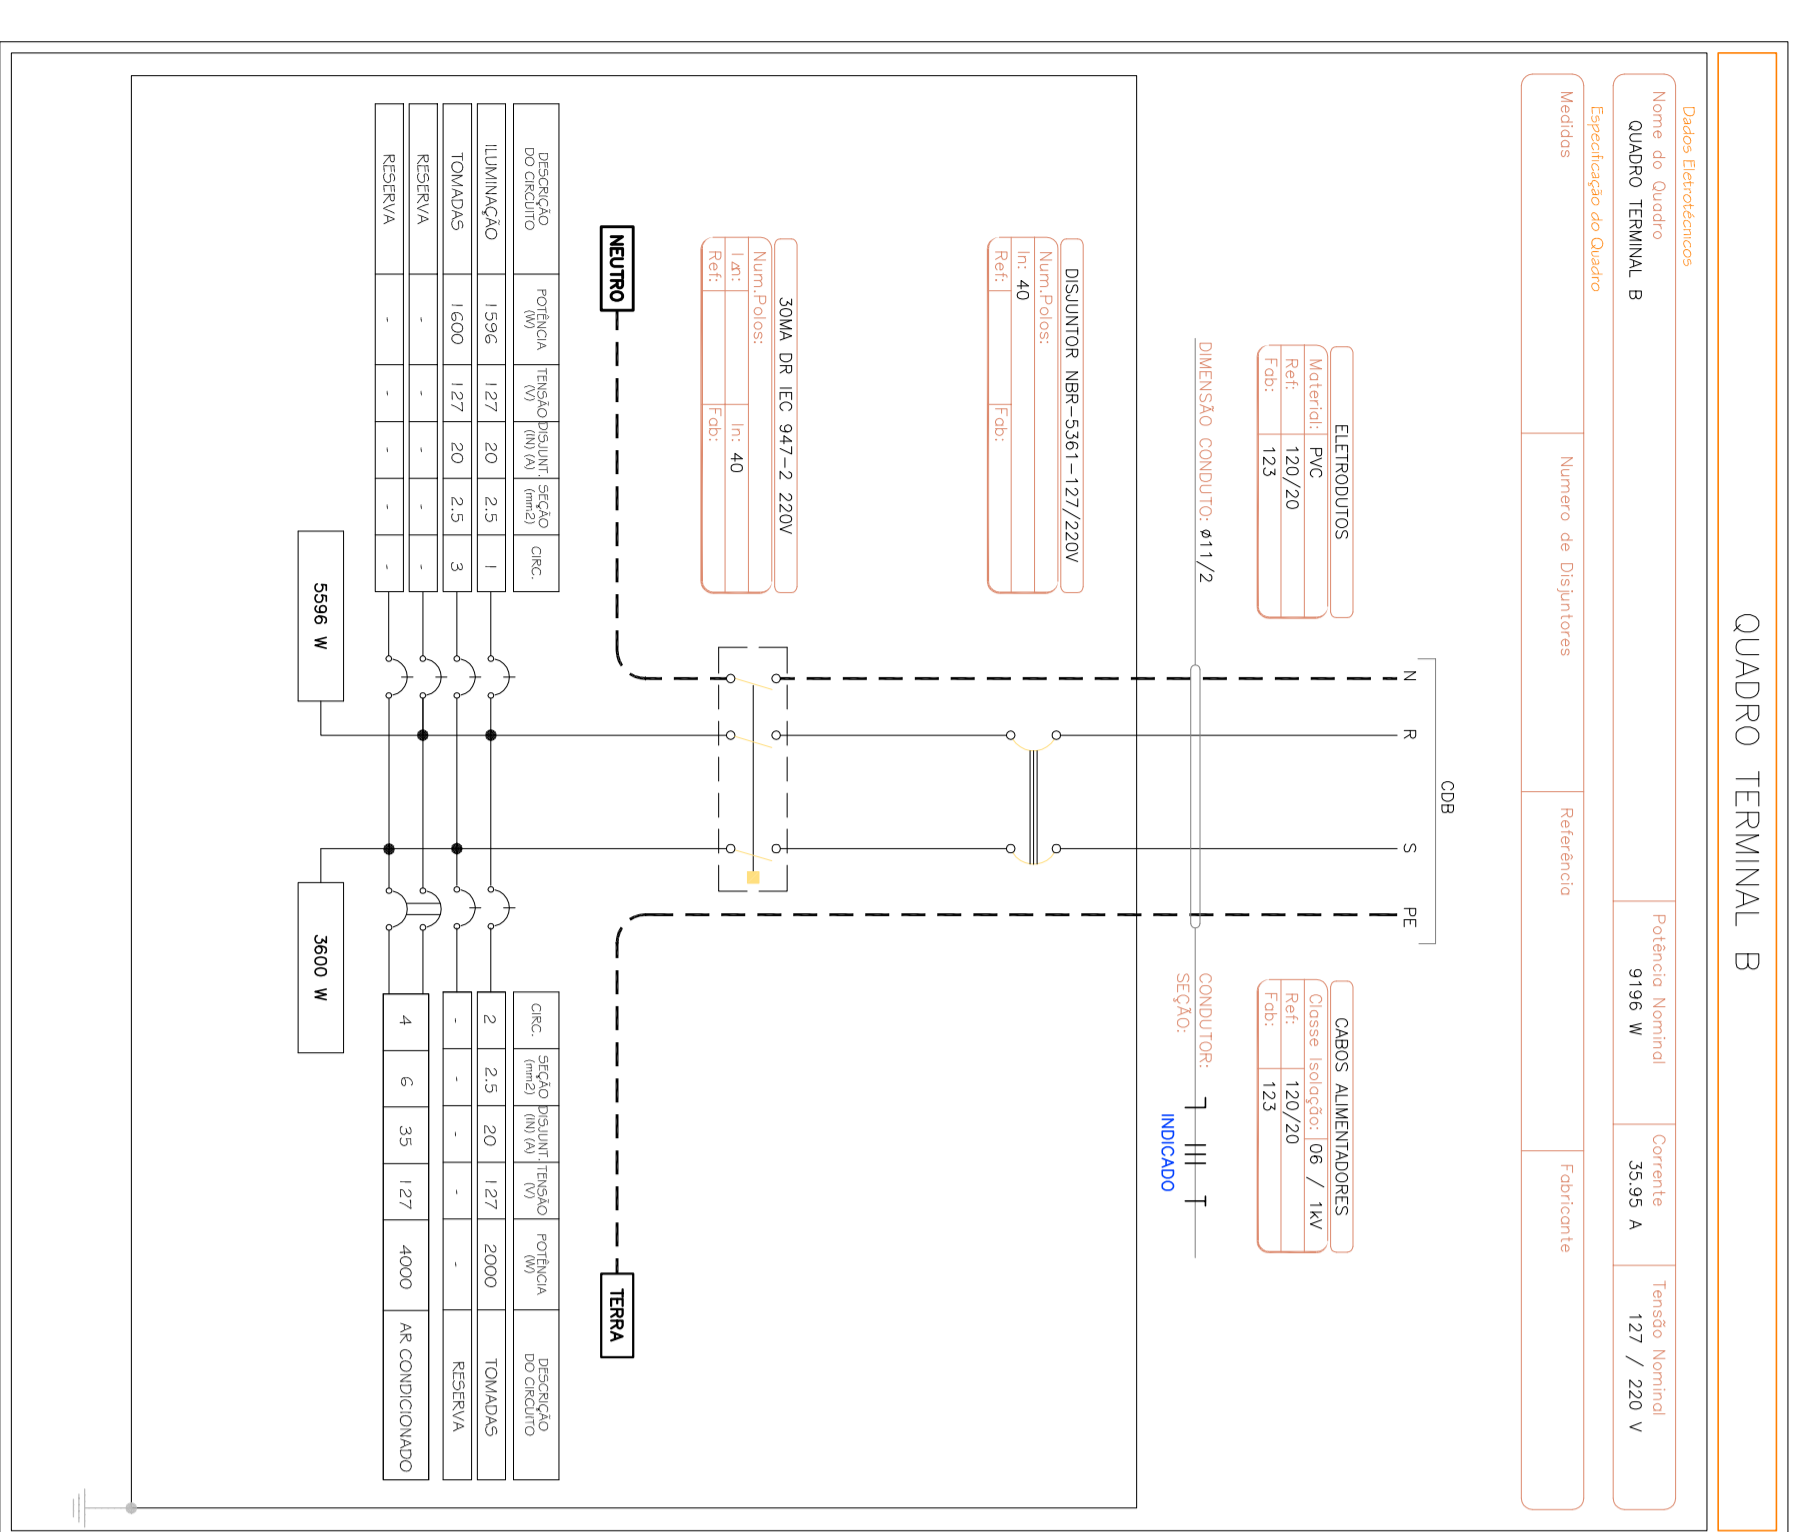 QUADRO TERMINAL B
Dados Eletrotécnicos
Nome do Quadro
QUADRO TERMINAL B
Potência Nominal
9196 W
Corrente
35.95 A
Tensão Nominal
127 / 220 V
Especificação do Quadro
Medidas
Numero de Disjuntores
Referência
Fabricante
CDB
N
R
S
PE
ELETRODUTOS
Material: PVC
Ref: 120/20
Fab: 123
CABOS ALIMENTADORES
Classe Isolação: 06 / 1kV
Ref: 120/20
Fab: 123
DIMENSÃO CONDUTO: ø11/2
CONDUTOR:
SEÇÃO:
INDICADO
DISJUNTOR NBR-5361-127/220V
Num.Polos:
In: 40
Ref: Fab:
30MA DR IEC 947-2 220V
Num.Polos:
I∆n: In: 40
Ref: Fab:
NEUTRO
TERRA
DESCRIÇÃO DO CIRCUITO POTÊNCIA (W) TENSÃO (V) DISJUNT. (IN) (A) SEÇÃO (mm2) CIRC.
ILUMINAÇÃO 1596 127 20 2.5 1
TOMADAS 1600 127 20 2.5 3
RESERVA - - - - -
RESERVA - - - - -
CIRC. SEÇÃO (mm2) DISJUNT. (IN) (A) TENSÃO (V) POTÊNCIA (W) DESCRIÇÃO DO CIRCUITO
2 2.5 20 127 2000 TOMADAS
- - - - - RESERVA
4 6 35 127 4000 AR CONDICIONADO
5596 W
3600 W